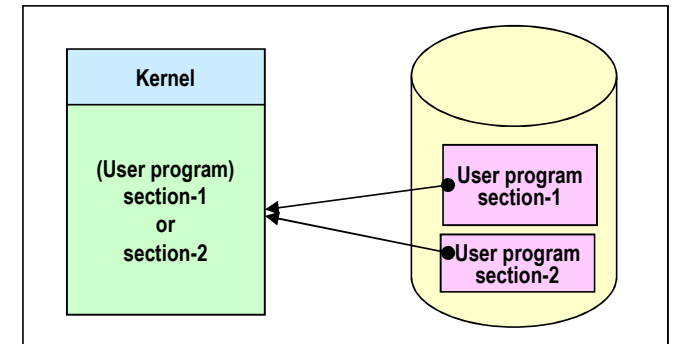 Kernel
(User program)
section-1
or
section-2
User program
section-1
User program
section-2